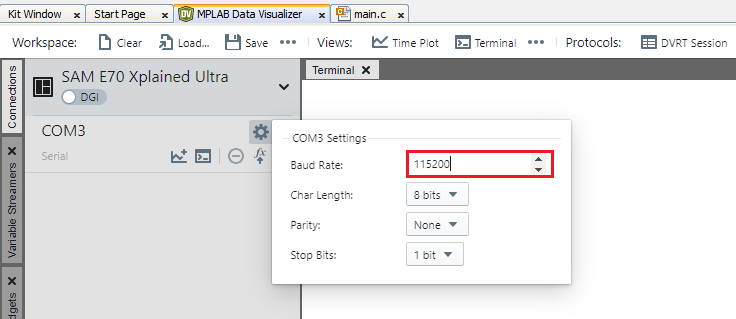 Kit Window Start Page MPLAB Data Visualizer main.c
Workspace: Clear Load... Save Views: Time Plot Terminal Protocols: DVRT Session
Connections
Variable Streamers
SAM E70 Xplained Ultra
DGI
COM3
Serial
Terminal
COM3 Settings
Baud Rate: 115200
Char Length: 8 bits
Parity: None
Stop Bits: 1 bit